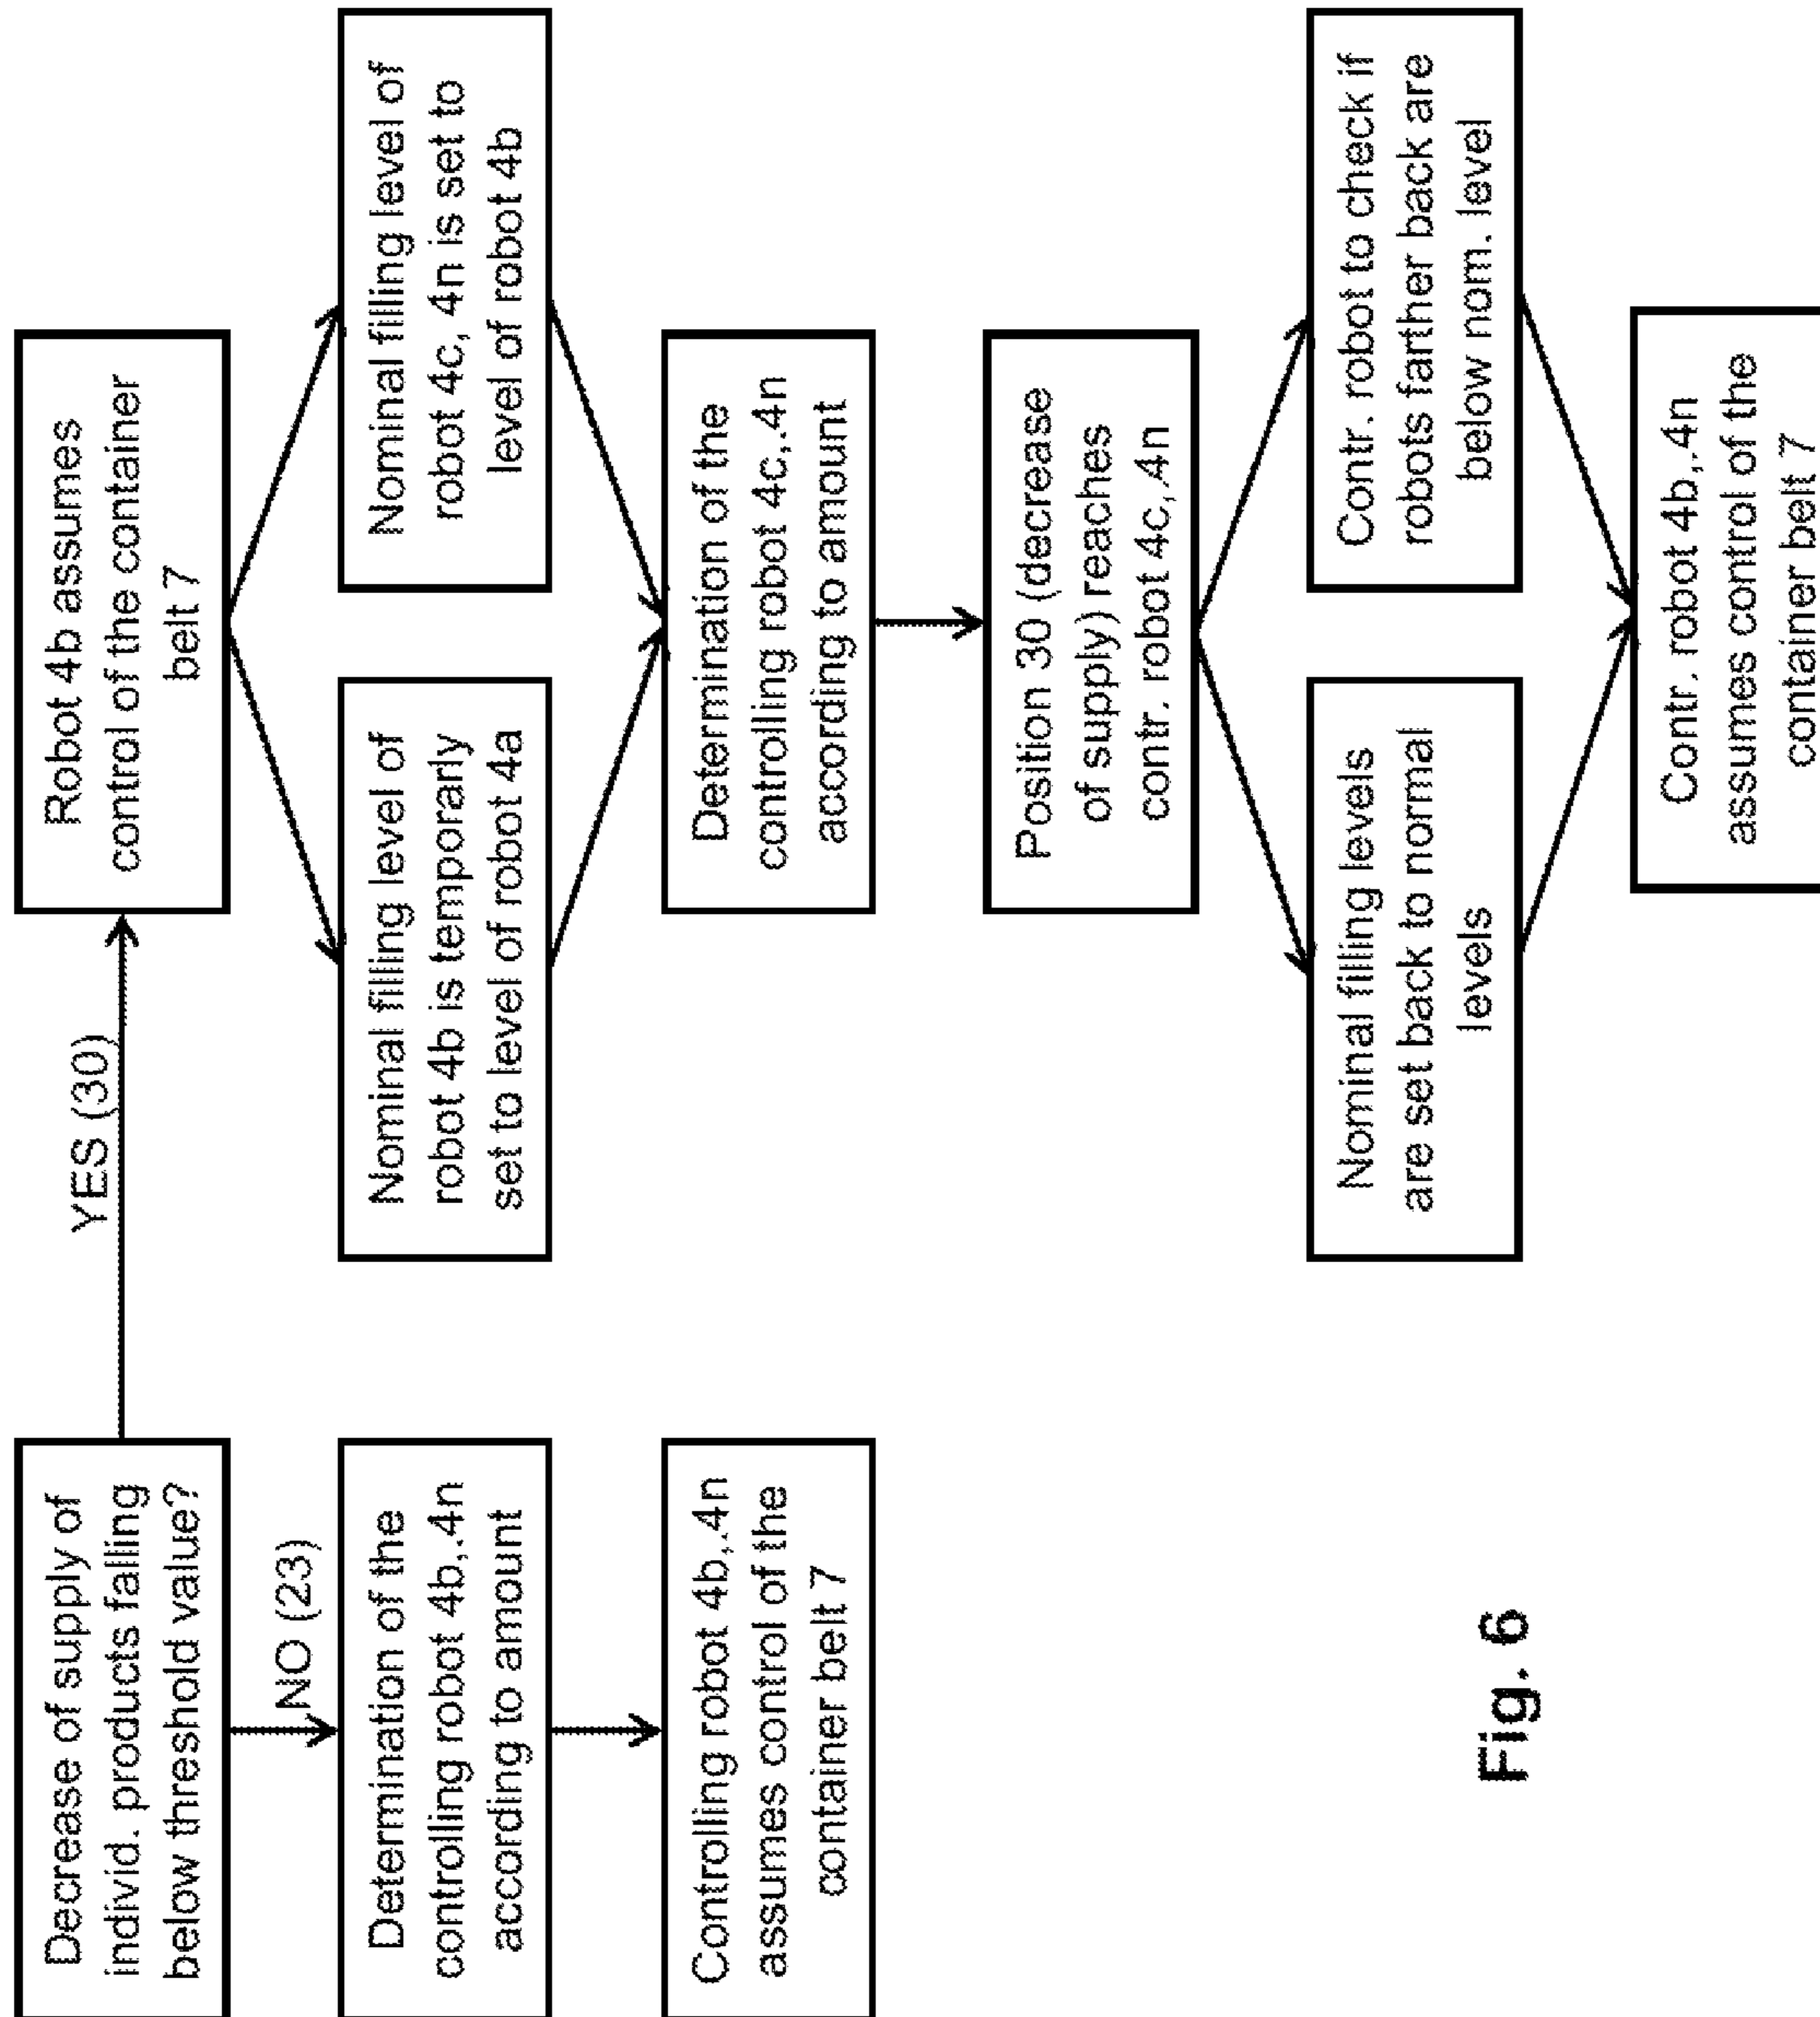 Decrease of supply of
individ. products falling
below threshold value?
YES (30)
Robot 4b assumes
control of the container
belt 7
NO (23)
Determination of the
controlling robot 4b,.4n
according to amount
Nominal filling level of
robot 4b is temporarly
set to level of robot 4a
Nominal filling level of
robot 4c, 4n is set to
level of robot 4b
Controlling robot 4b,.4n
assumes control of the
container belt 7
Determination of the
controlling robot 4c,.4n
according to amount
Position 30 (decrease
of supply) reaches
contr. robot 4c,.4n
Nominal filling levels
are set back to normal
levels
Contr. robot to check if
robots farther back are
below nom. level
Contr. robot 4b,.4n
assumes control of the
container belt 7
Fig. 6